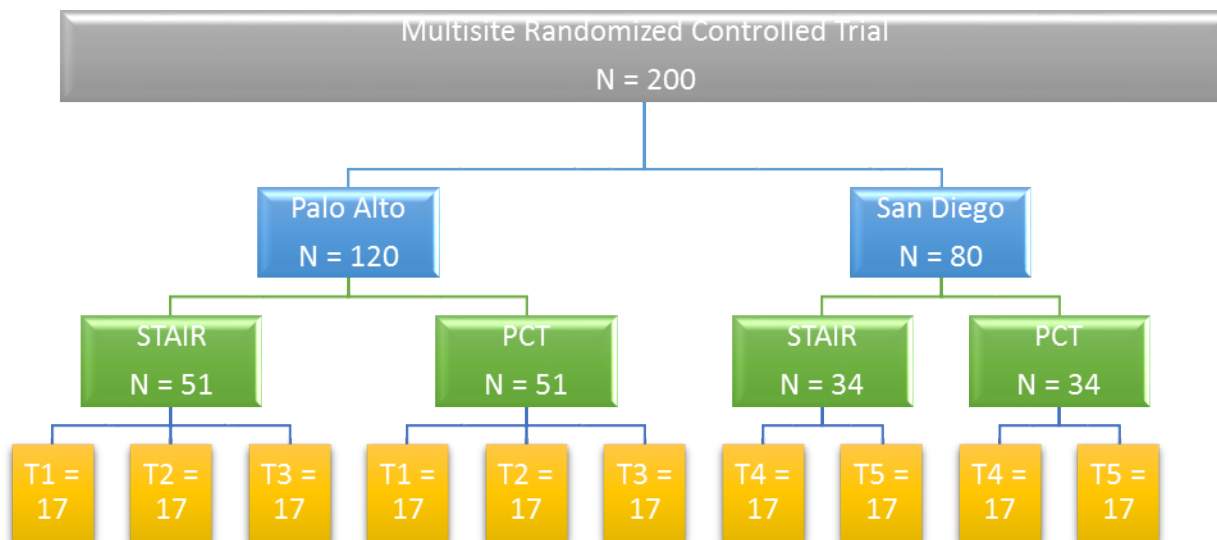 Multisite Randomized Controlled Trial
N = 200
Palo Alto
N = 120
San Diego
N = 80
STAIR
N = 51
PCT
N = 51
STAIR
N = 34
PCT
N = 34
T1 =
17
T2 =
17
T3 =
17
T1 =
17
T2 =
17
T3 =
17
T4 =
17
T5 =
17
T4 =
17
T5 =
17